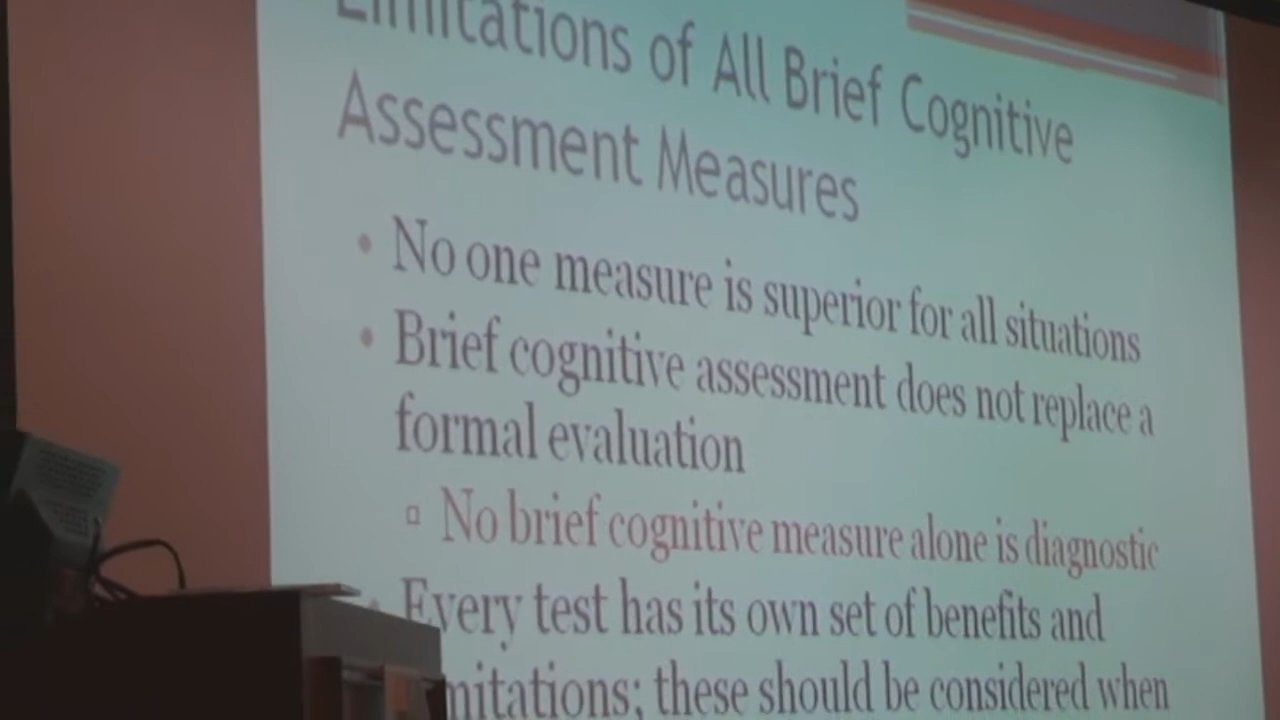 Limitations of All Brief Cognitive
Assessment Measures
• No one measure is superior for all situations
• Brief cognitive assessment does not replace a
formal evaluation
▫ No brief cognitive measure alone is diagnostic
• Every test has its own set of benefits and
mitations; these should be considered when